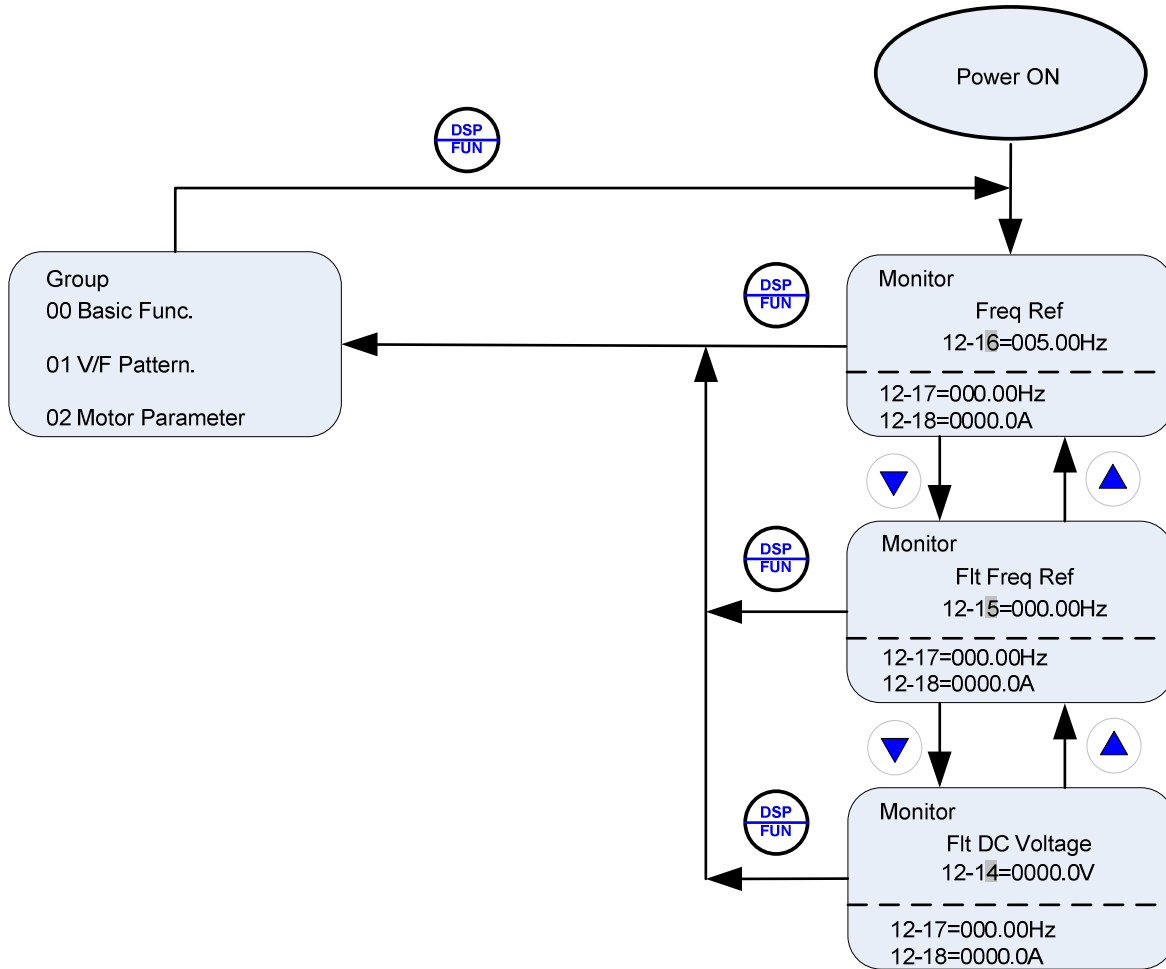 Power ON
DSP
FUN
Group
00 Basic Func.
01 V/F Pattern.
02 Motor Parameter
DSP
FUN
Monitor
Freq Ref
12-16=005.00Hz
12-17=000.00Hz
12-18=0000.0A
DSP
FUN
Monitor
Flt Freq Ref
12-15=000.00Hz
12-17=000.00Hz
12-18=0000.0A
DSP
FUN
Monitor
Flt DC Voltage
12-14=0000.0V
12-17=000.00Hz
12-18=0000.0A